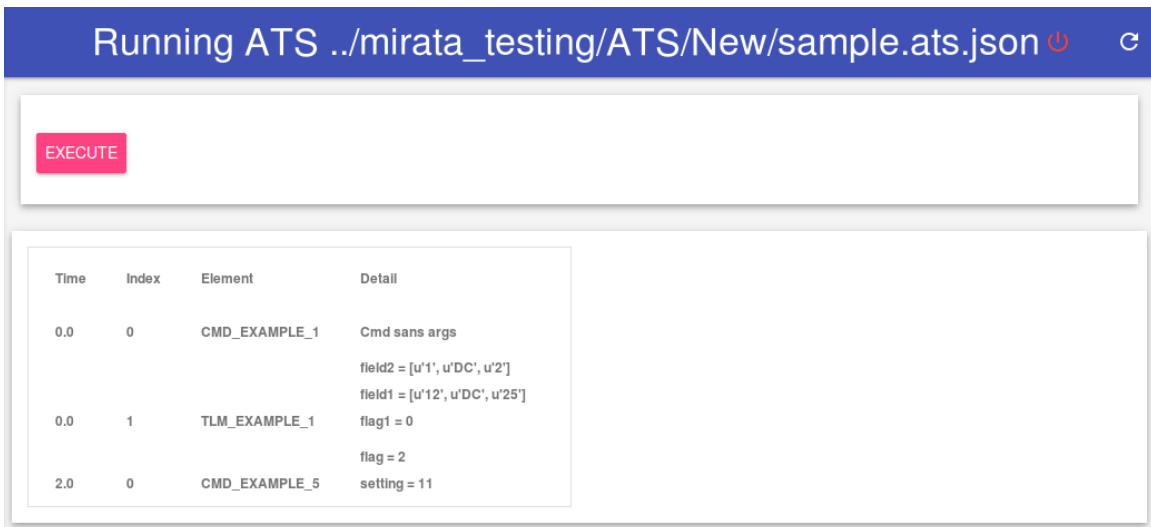 Running ATS ../mirata_testing/ATS/New/sample.ats.json
EXECUTE
Time Index Element Detail
0.0 0 CMD_EXAMPLE_1 Cmd sans args
field2 = [u'1', u'DC', u'2']
field1 = [u'12', u'DC', u'25']
0.0 1 TLM_EXAMPLE_1 flag1 = 0
flag = 2
2.0 0 CMD_EXAMPLE_5 setting = 11